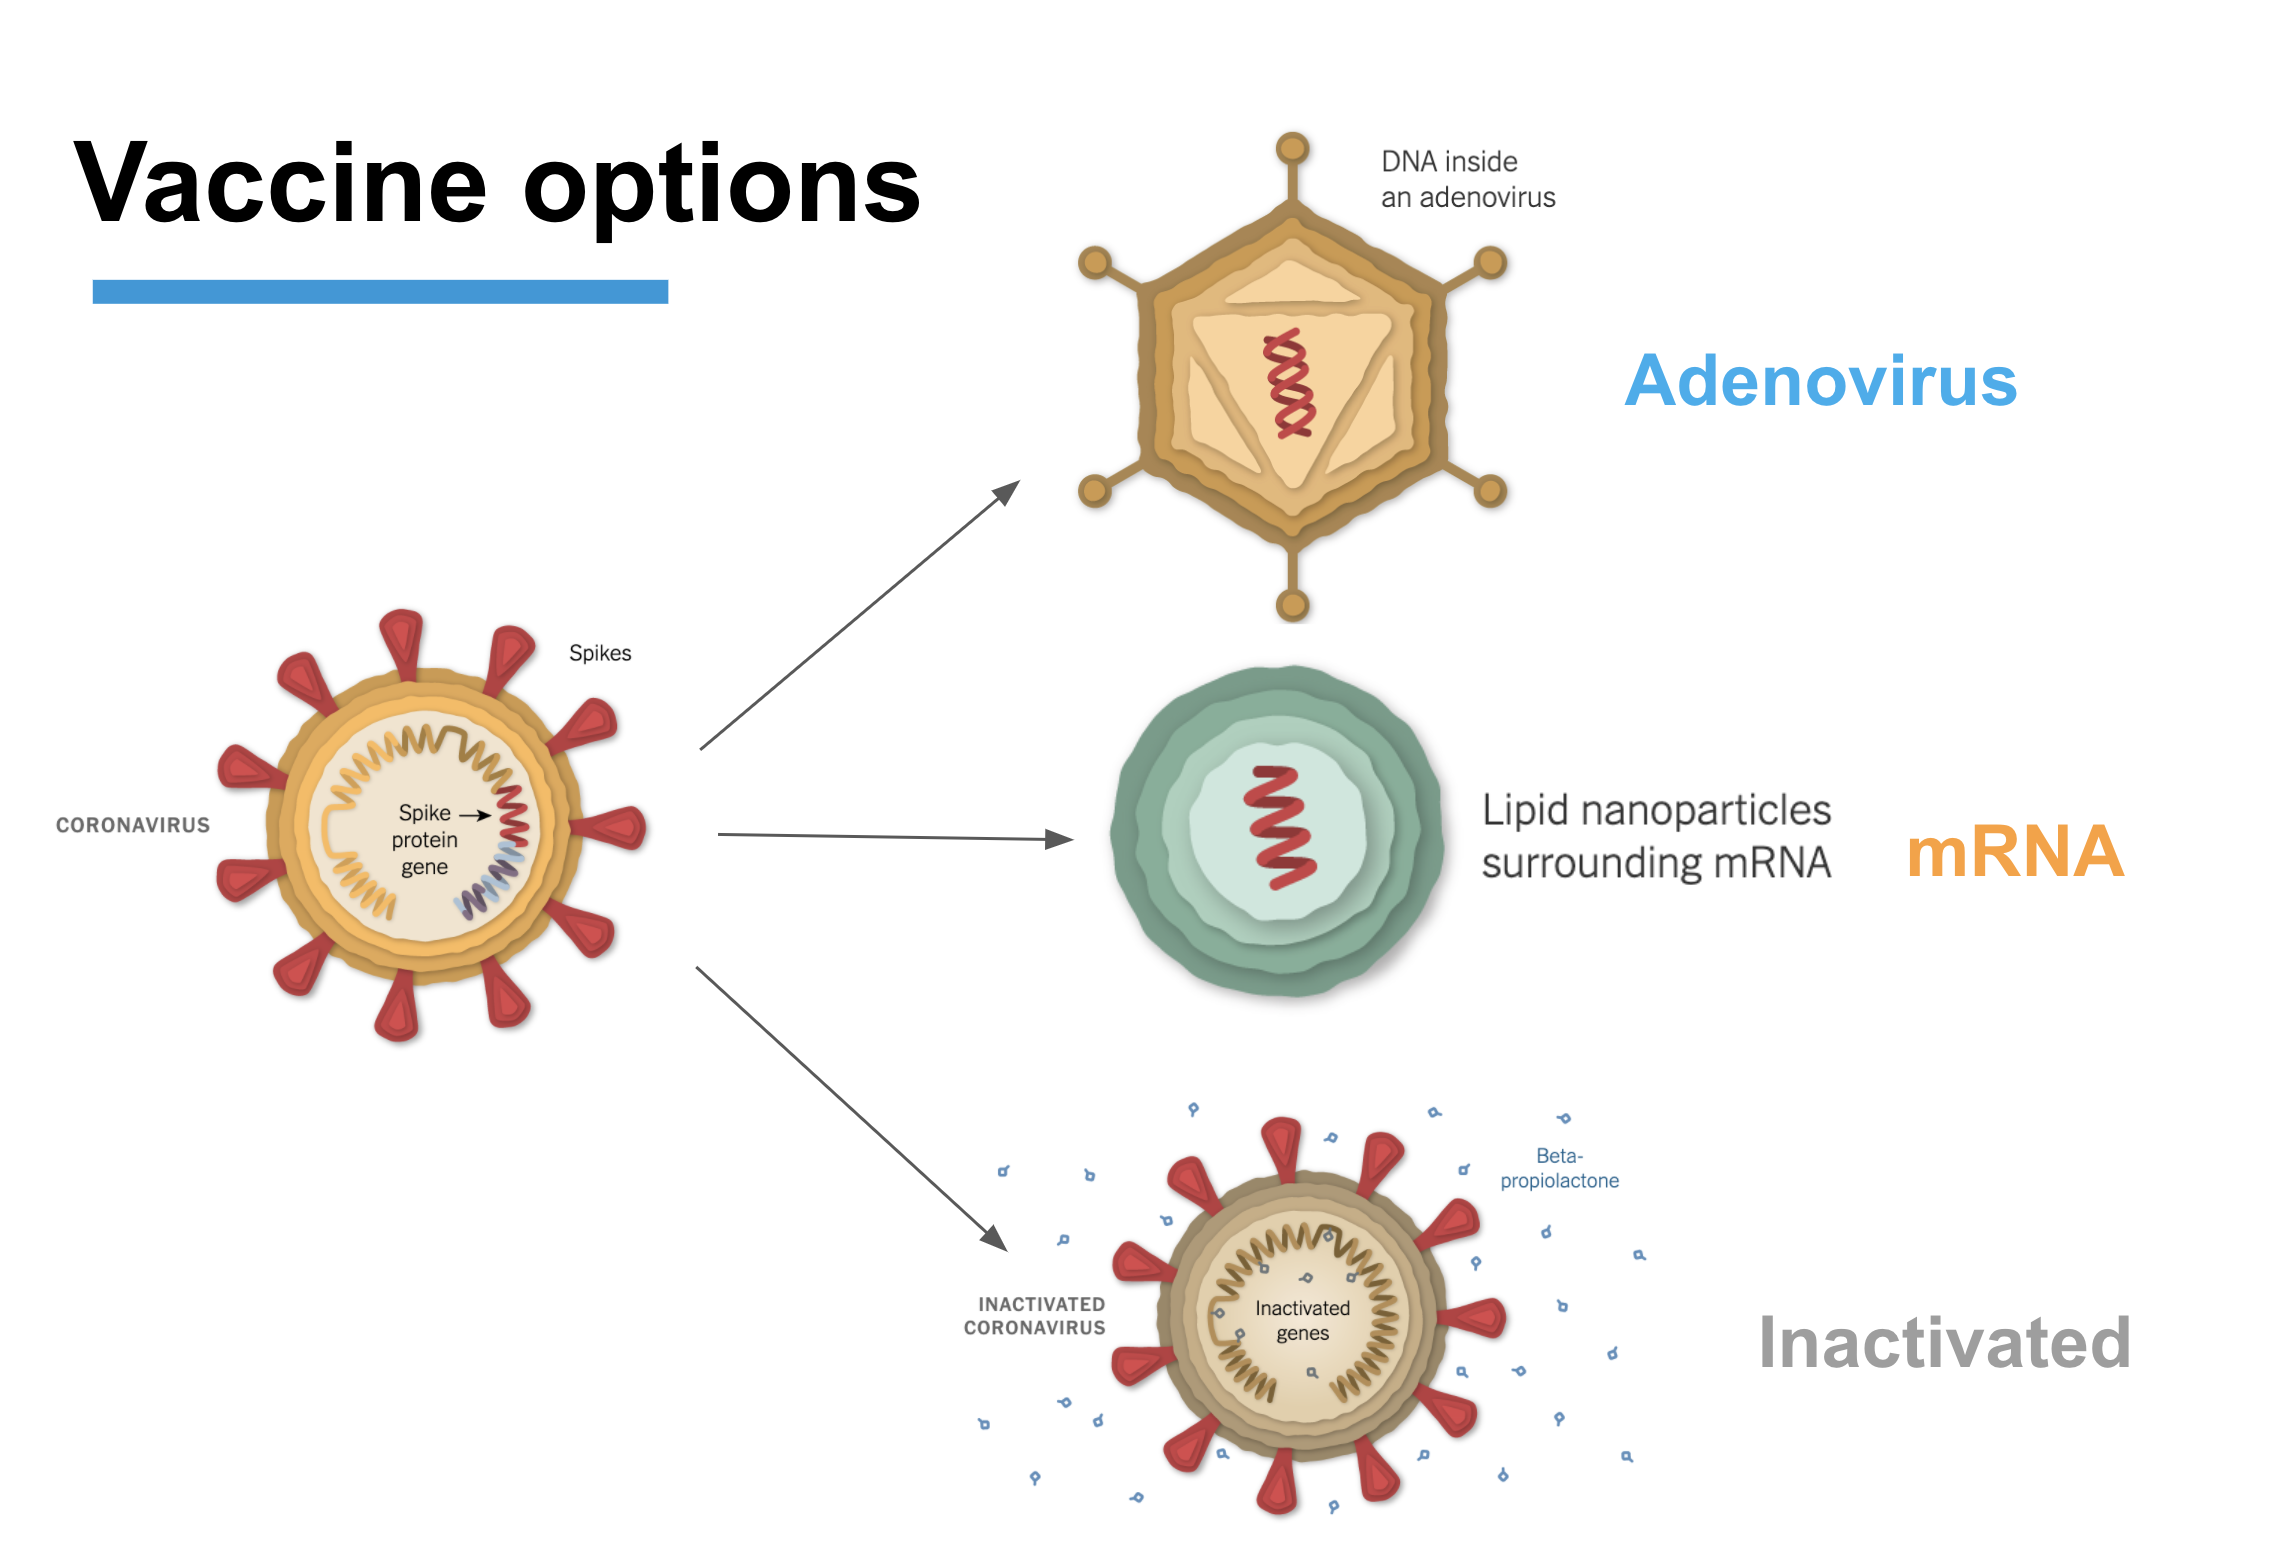 Vaccine options
DNA inside
an adenovirus
Adenovirus
Spikes
CORONAVIRUS
Spike
protein
gene
Lipid nanoparticles
surrounding mRNA
mRNA
Beta-
propiolactone
INACTIVATED
CORONAVIRUS
Inactivated
genes
Inactivated